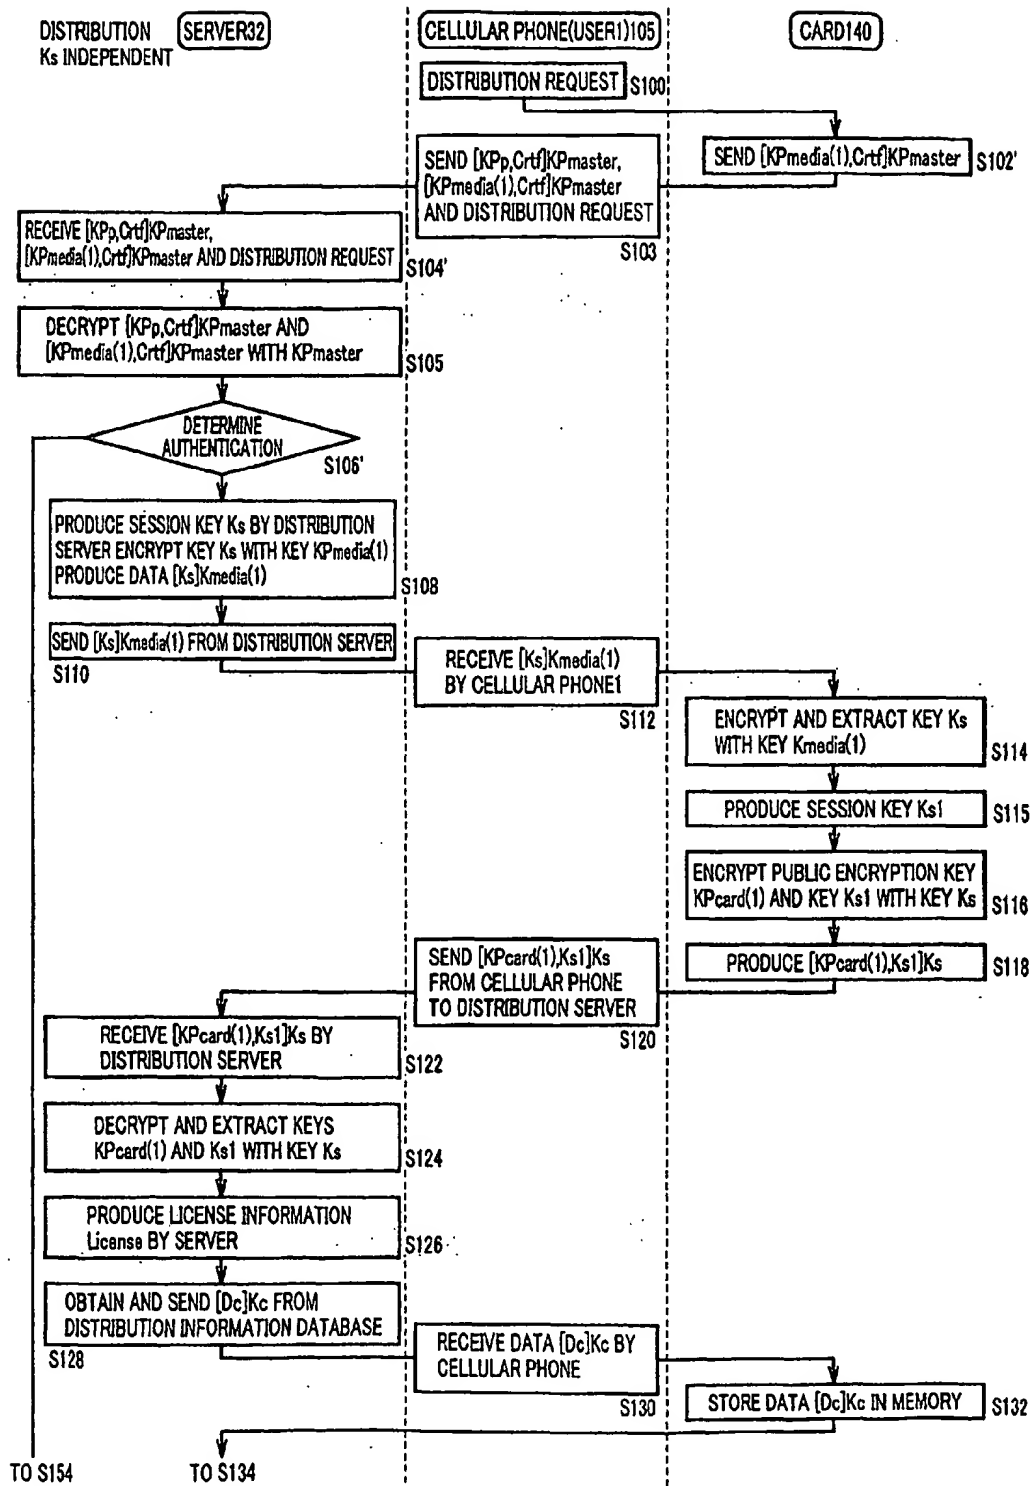 DISTRIBUTION
Ks INDEPENDENT
SERVER32
CELLULAR PHONE(USER1)105
CARD140
DISTRIBUTION REQUEST
S100
SEND [KPmedia(1),Crtf]KPmaster
S102'
SEND [KPp,Crtf]KPmaster,
[KPmedia(1),Crtf]KPmaster
AND DISTRIBUTION REQUEST
S103
RECEIVE [KPp,Crtf]KPmaster,
[KPmedia(1),Crtf]KPmaster AND DISTRIBUTION REQUEST
S104'
DECRYPT [KPp,Crtf]KPmaster AND
[KPmedia(1),Crtf]KPmaster WITH KPmaster
S105
DETERMINE
AUTHENTICATION
S106'
PRODUCE SESSION KEY Ks BY DISTRIBUTION
SERVER ENCRYPT KEY Ks WITH KEY KPmedia(1)
PRODUCE DATA [Ks]Kmedia(1)
S108
SEND [Ks]Kmedia(1) FROM DISTRIBUTION SERVER
S110
RECEIVE [Ks]Kmedia(1)
BY CELLULAR PHONE1
S112
ENCRYPT AND EXTRACT KEY Ks
WITH KEY Kmedia(1)
S114
PRODUCE SESSION KEY Ks1
S115
ENCRYPT PUBLIC ENCRYPTION KEY
KPcard(1) AND KEY Ks1 WITH KEY Ks
S116
PRODUCE [KPcard(1),Ks1]Ks
S118
SEND [KPcard(1),Ks1]Ks
FROM CELLULAR PHONE
TO DISTRIBUTION SERVER
S120
RECEIVE [KPcard(1),Ks1]Ks BY
DISTRIBUTION SERVER
S122
DECRYPT AND EXTRACT KEYS
KPcard(1) AND Ks1 WITH KEY Ks
S124
PRODUCE LICENSE INFORMATION
License BY SERVER
S126
OBTAIN AND SEND [Dc]Kc FROM
DISTRIBUTION INFORMATION DATABASE
S128
RECEIVE DATA [Dc]Kc BY
CELLULAR PHONE
S130
STORE DATA [Dc]Kc IN MEMORY
S132
TO S154
TO S134